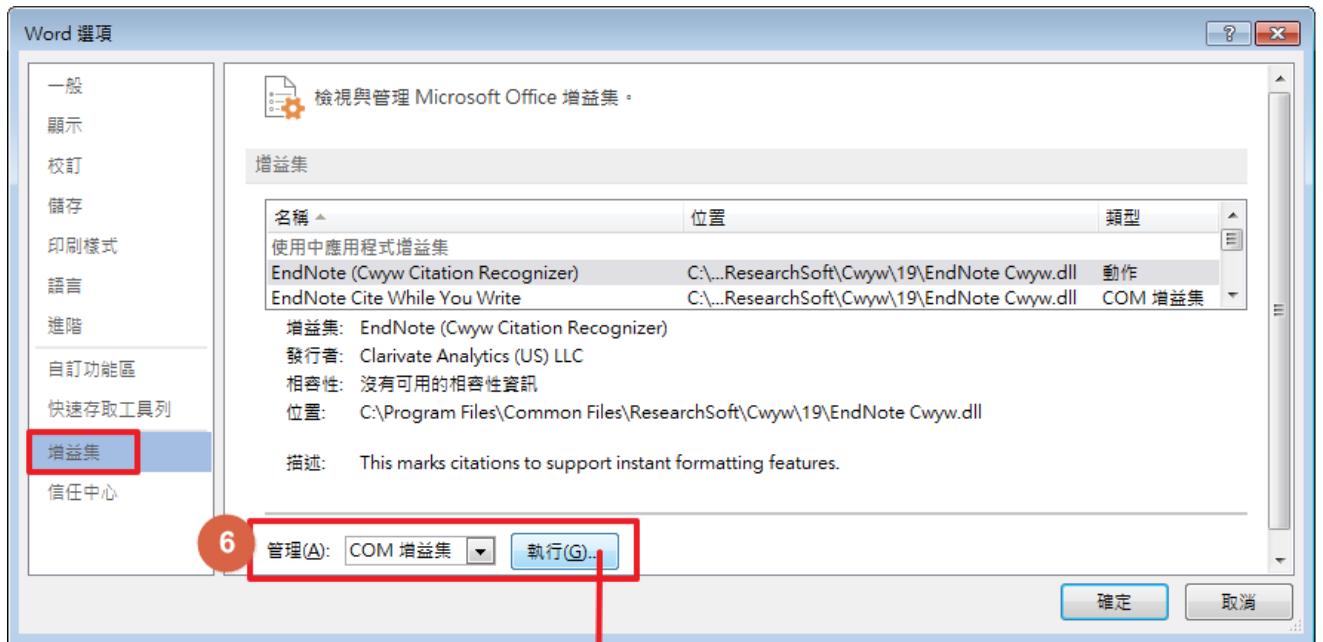 Word 選項
一般
顯示
校訂
儲存
印刷樣式
語言
進階
自訂功能區
快速存取工具列
增益集
信任中心
檢視與管理 Microsoft Office 增益集。
增益集
名稱 位置 類型
使用中應用程式增益集
EndNote (Cwyw Citation Recognizer) C:\...ResearchSoft\Cwyw\19\EndNote Cwyw.dll 動作
EndNote Cite While You Write C:\...ResearchSoft\Cwyw\19\EndNote Cwyw.dll COM 增益集
增益集: EndNote (Cwyw Citation Recognizer)
發行者: Clarivate Analytics (US) LLC
相容性: 沒有可用的相容性資訊
位置: C:\Program Files\Common Files\ResearchSoft\Cwyw\19\EndNote Cwyw.dll
描述: This marks citations to support instant formatting features.
6 管理(A): COM 增益集 執行(G)...
確定 取消